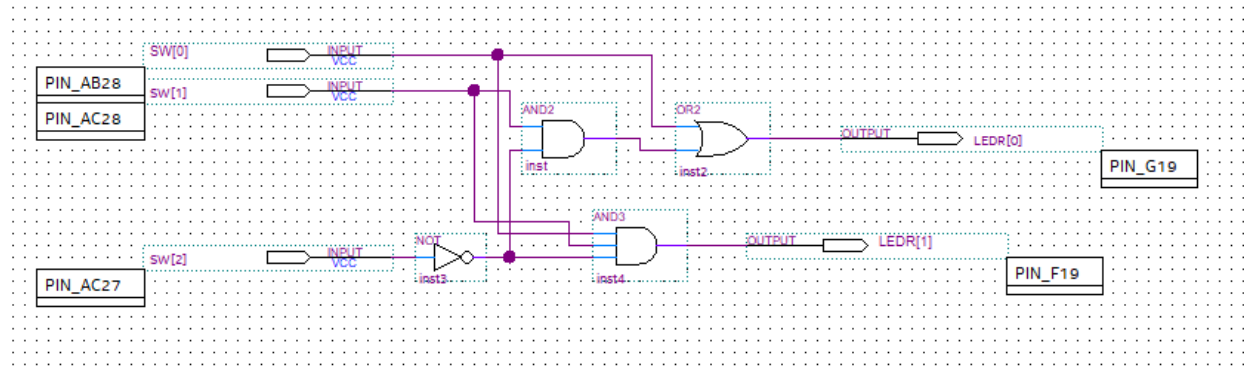 SW[0]
INPUT
VCC
PIN_AB28
SW[1]
INPUT
VCC
PIN_AC28
AND2
inst
OR2
inst2
OUTPUT
LEDR[0]
PIN_G19
AND3
inst4
OUTPUT
LEDR[1]
PIN_F19
SW[2]
INPUT
VCC
PIN_AC27
NOT
inst3